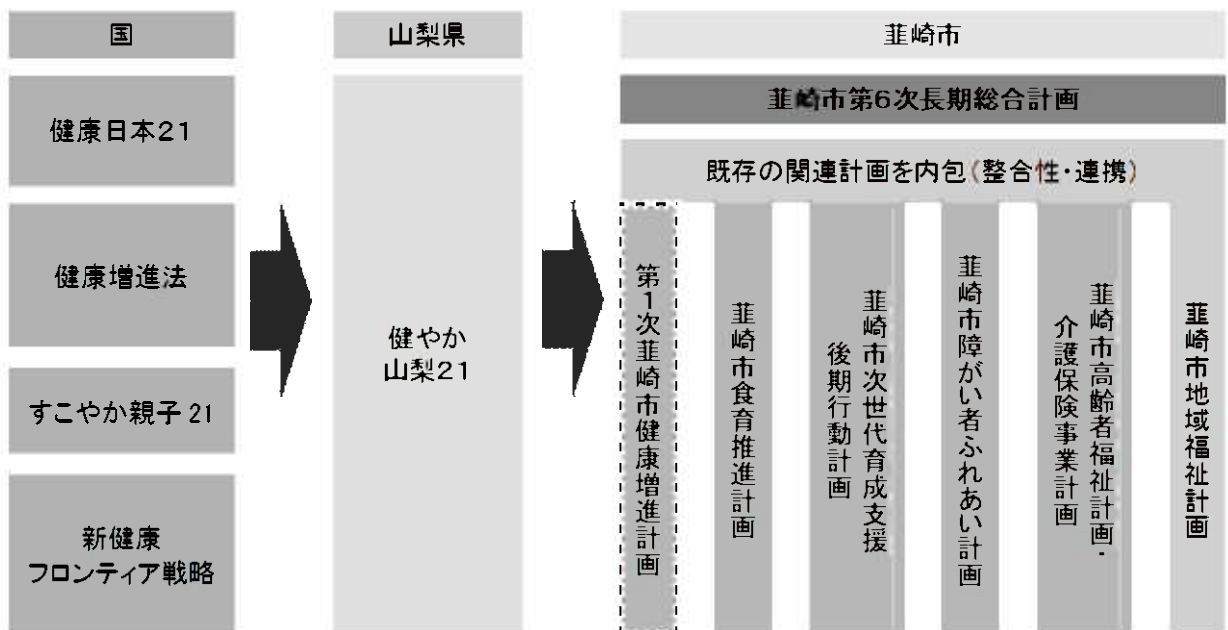 国
健康日本21
健康増進法
すこやか親子21
新健康
フロンティア戦略
山梨県
健やか
山梨21
韮崎市
韮崎市第6次長期総合計画
既存の関連計画を内包(整合性・連携)
第1次韮崎市健康増進計画
韮崎市食育推進計画
韮崎市次世代育成支援
後期行動計画
韮崎市障がい者ふれあい計画
韮崎市高齢者福祉計画・
介護保険事業計画
韮崎市地域福祉計画